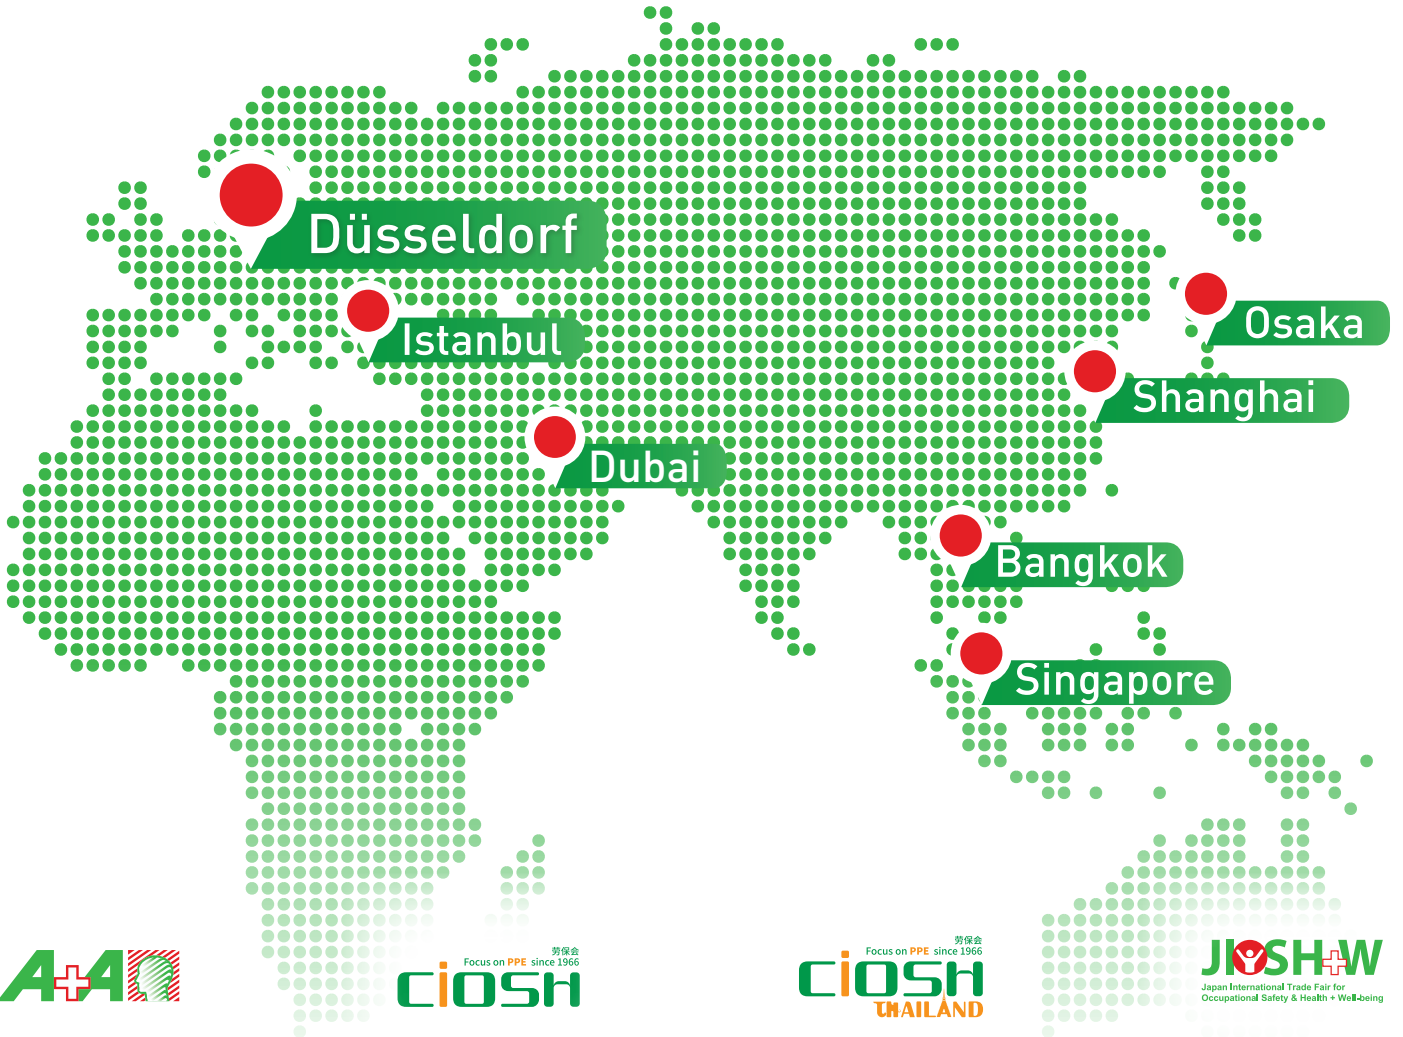 Düsseldorf
Istanbul
Osaka
Shanghai
Dubai
Bangkok
Singapore
A+A
劳保会
Focus on PPE since 1966
CIOSH
劳保会
Focus on PPE since 1966
CIOSH
THAILAND
JIOSH+W
Japan International Trade Fair for
Occupational Safety & Health + Well-being